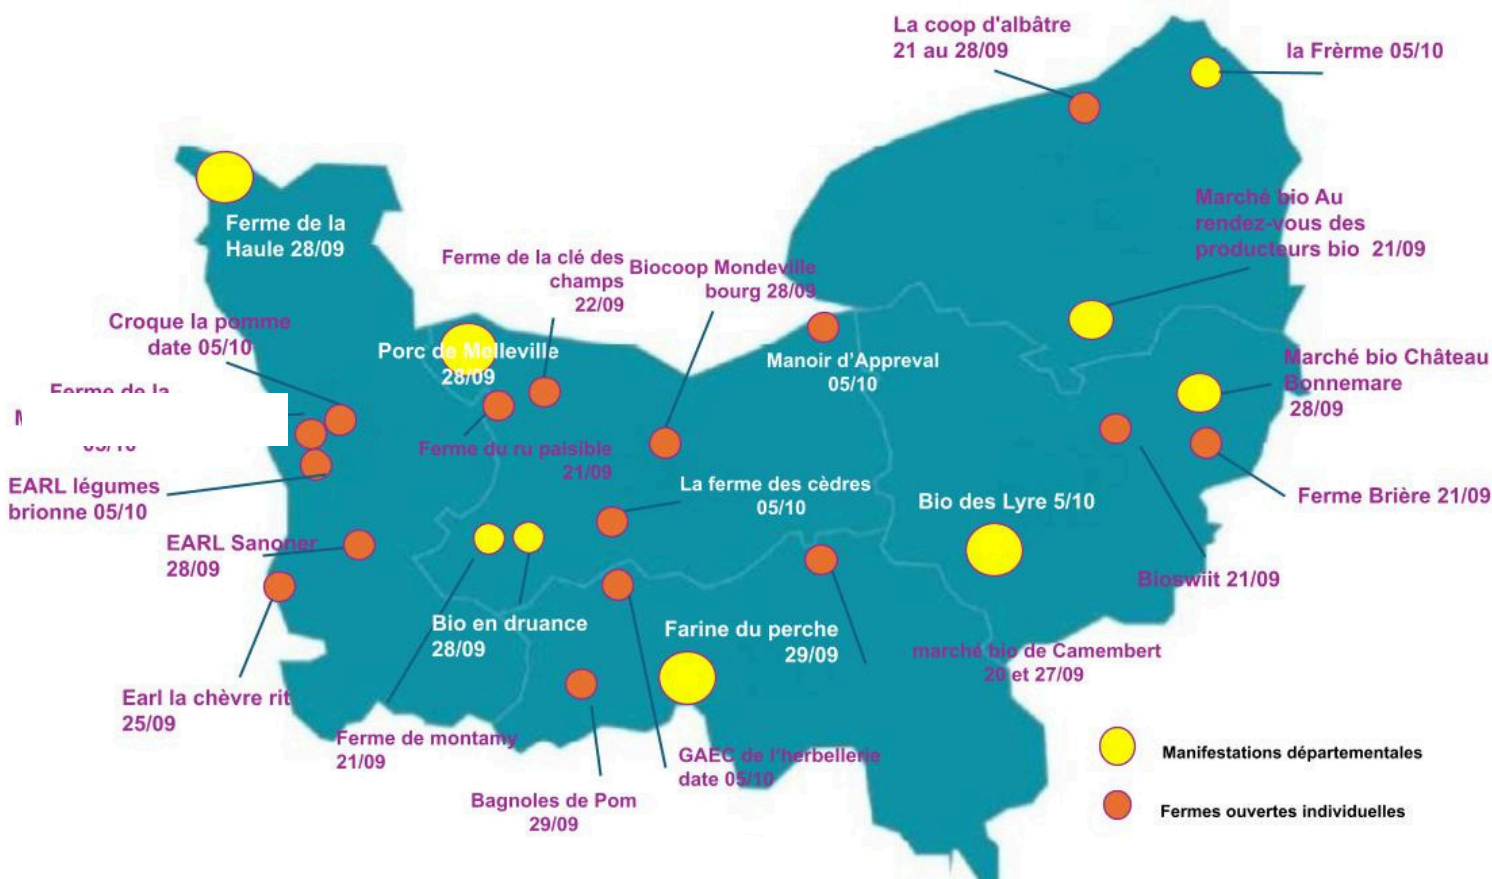 La coop d'albâtre
21 au 28/09
la Frèrme 05/10
Marché bio Au
rendez-vous des
producteurs bio 21/09
Ferme de la
Haule 28/09
Ferme de la clé des
champs
22/09
Biocoop Mondeville
bourg 28/09
Croque la pomme
date 05/10
Porc de Melleville
28/09
Manoir d'Appreval
05/10
Marché bio Château
Bonnemare
28/09
Ferme de la
05/10
Ferme du ru paisible
21/09
EARL légumes
brionne 05/10
La ferme des cèdres
05/10
Bio des Lyre 5/10
Ferme Brière 21/09
EARL Sanoner
28/09
Bioswiit 21/09
Bio en druance
28/09
Farine du perche
29/09
marché bio de Camembert
20 et 27/09
Earl la chèvre rit
25/09
Ferme de montamy
21/09
GAEC de l'herbellerie
date 05/10
Bagnoles de Pom
29/09
Manifestations départementales
Fermes ouvertes individuelles